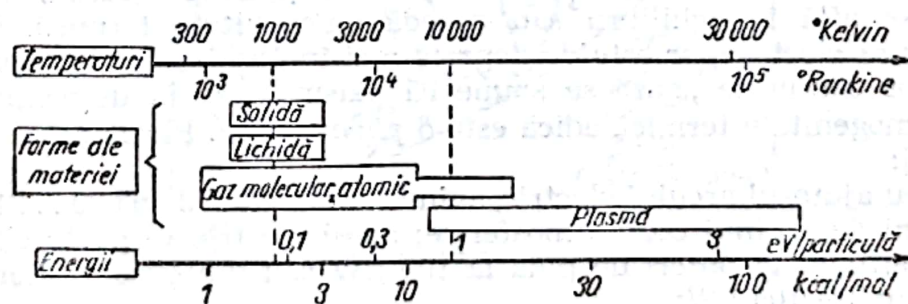 300 1000 3000 10 000 30 000 °Kelvin
Temperaturi
10³ 10⁴ 10⁵ °Rankine
Solidă
Forme ale
materiei
Lichidă
Gaz molecular, atomic
Plasmă
0,1 0,3 1 3 eV/particulă
Energii
1 3 10 30 100 kcal/mol